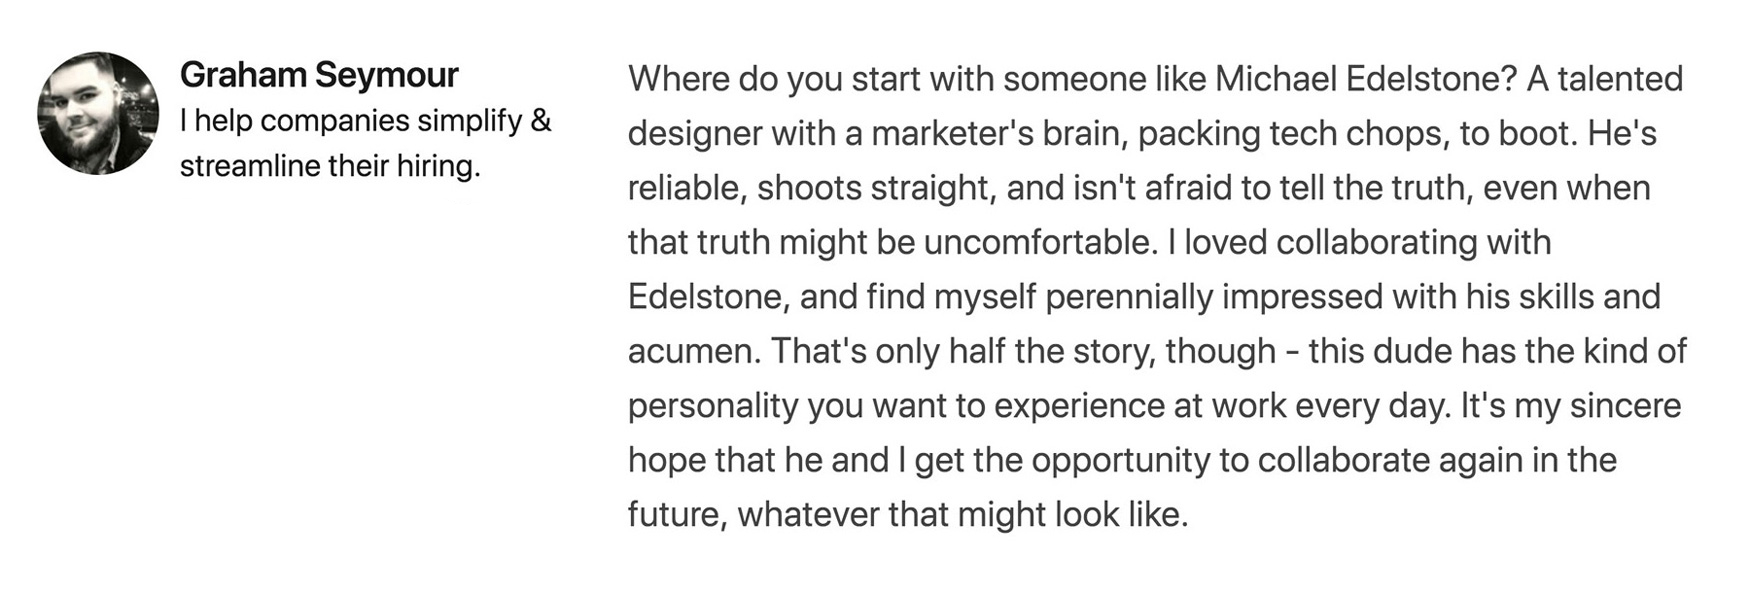 Graham Seymour
I help companies simplify &
streamline their hiring.
Where do you start with someone like Michael Edelstone? A talented
designer with a marketer's brain, packing tech chops, to boot. He's
reliable, shoots straight, and isn't afraid to tell the truth, even when
that truth might be uncomfortable. I loved collaborating with
Edelstone, and find myself perennially impressed with his skills and
acumen. That's only half the story, though - this dude has the kind of
personality you want to experience at work every day. It's my sincere
hope that he and I get the opportunity to collaborate again in the
future, whatever that might look like.